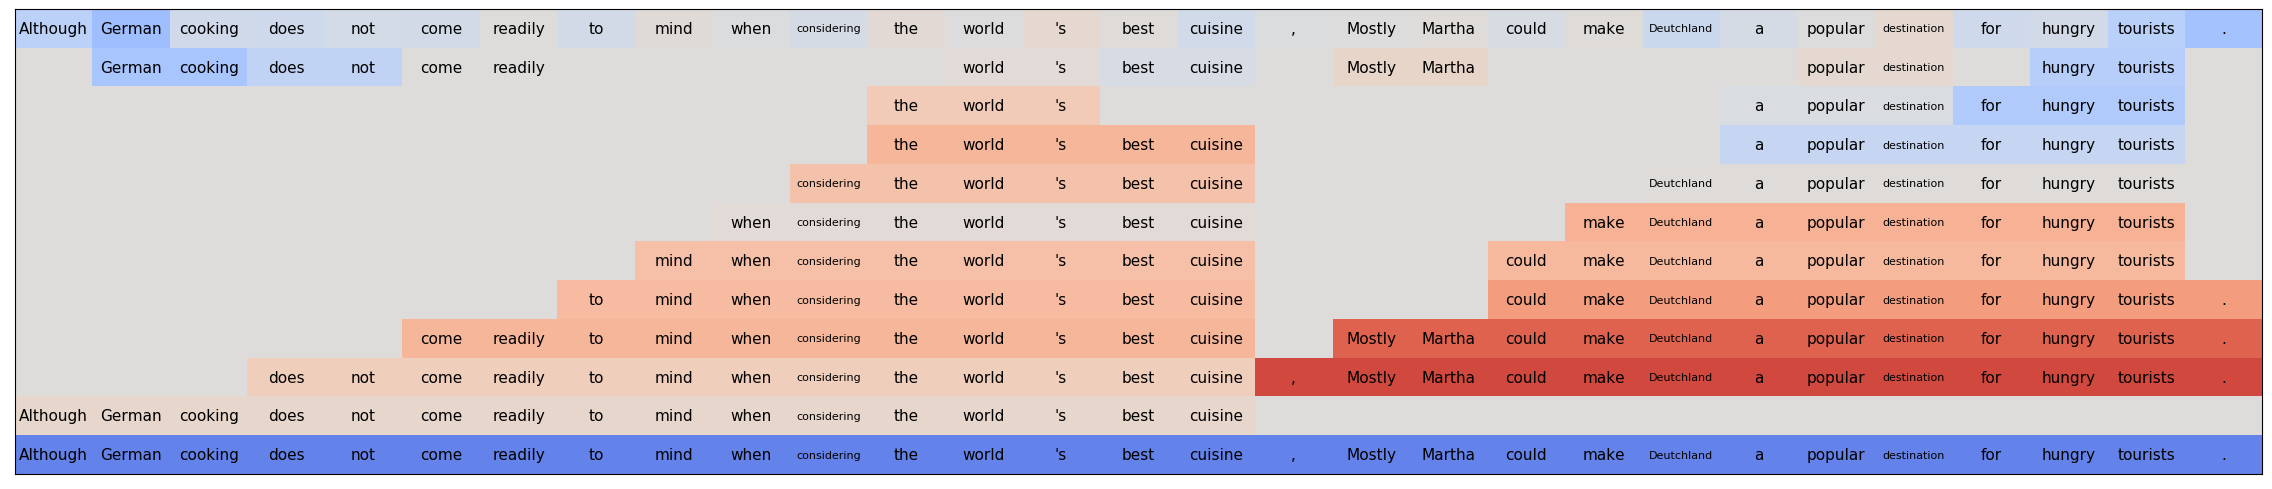 Although German cooking does not come readily to mind when considering the world 's best cuisine , Mostly Martha could make Deutchland a popular destination for hungry tourists .
German cooking does not come readily world 's best cuisine Mostly Martha popular destination hungry tourists
the world 's a popular destination for hungry tourists
the world 's best cuisine a popular destination for hungry tourists
considering the world 's best cuisine Deutchland a popular destination for hungry tourists
when considering the world 's best cuisine make Deutchland a popular destination for hungry tourists
mind when considering the world 's best cuisine could make Deutchland a popular destination for hungry tourists
to mind when considering the world 's best cuisine could make Deutchland a popular destination for hungry tourists .
come readily to mind when considering the world 's best cuisine Mostly Martha could make Deutchland a popular destination for hungry tourists .
does not come readily to mind when considering the world 's best cuisine , Mostly Martha could make Deutchland a popular destination for hungry tourists .
Although German cooking does not come readily to mind when considering the world 's best cuisine
Although German cooking does not come readily to mind when considering the world 's best cuisine , Mostly Martha could make Deutchland a popular destination for hungry tourists .